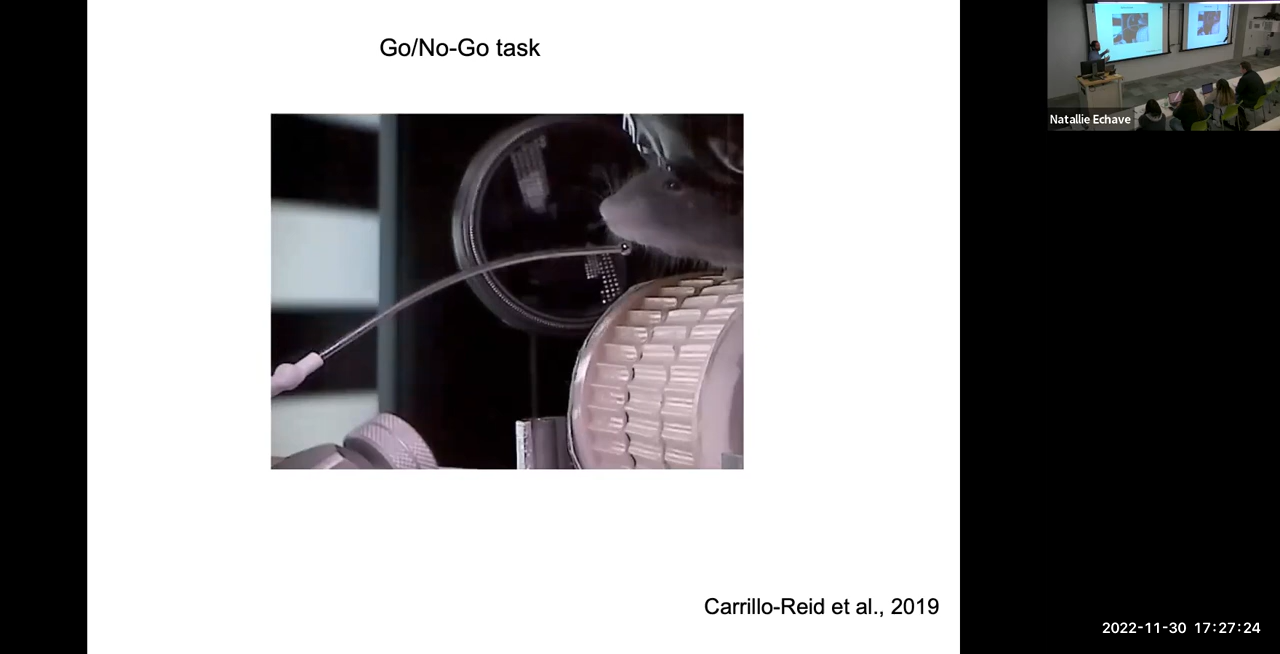 Go/No-Go task
Natallie Echave
Carrillo-Reid et al., 2019
2022-11-30 17:27:24